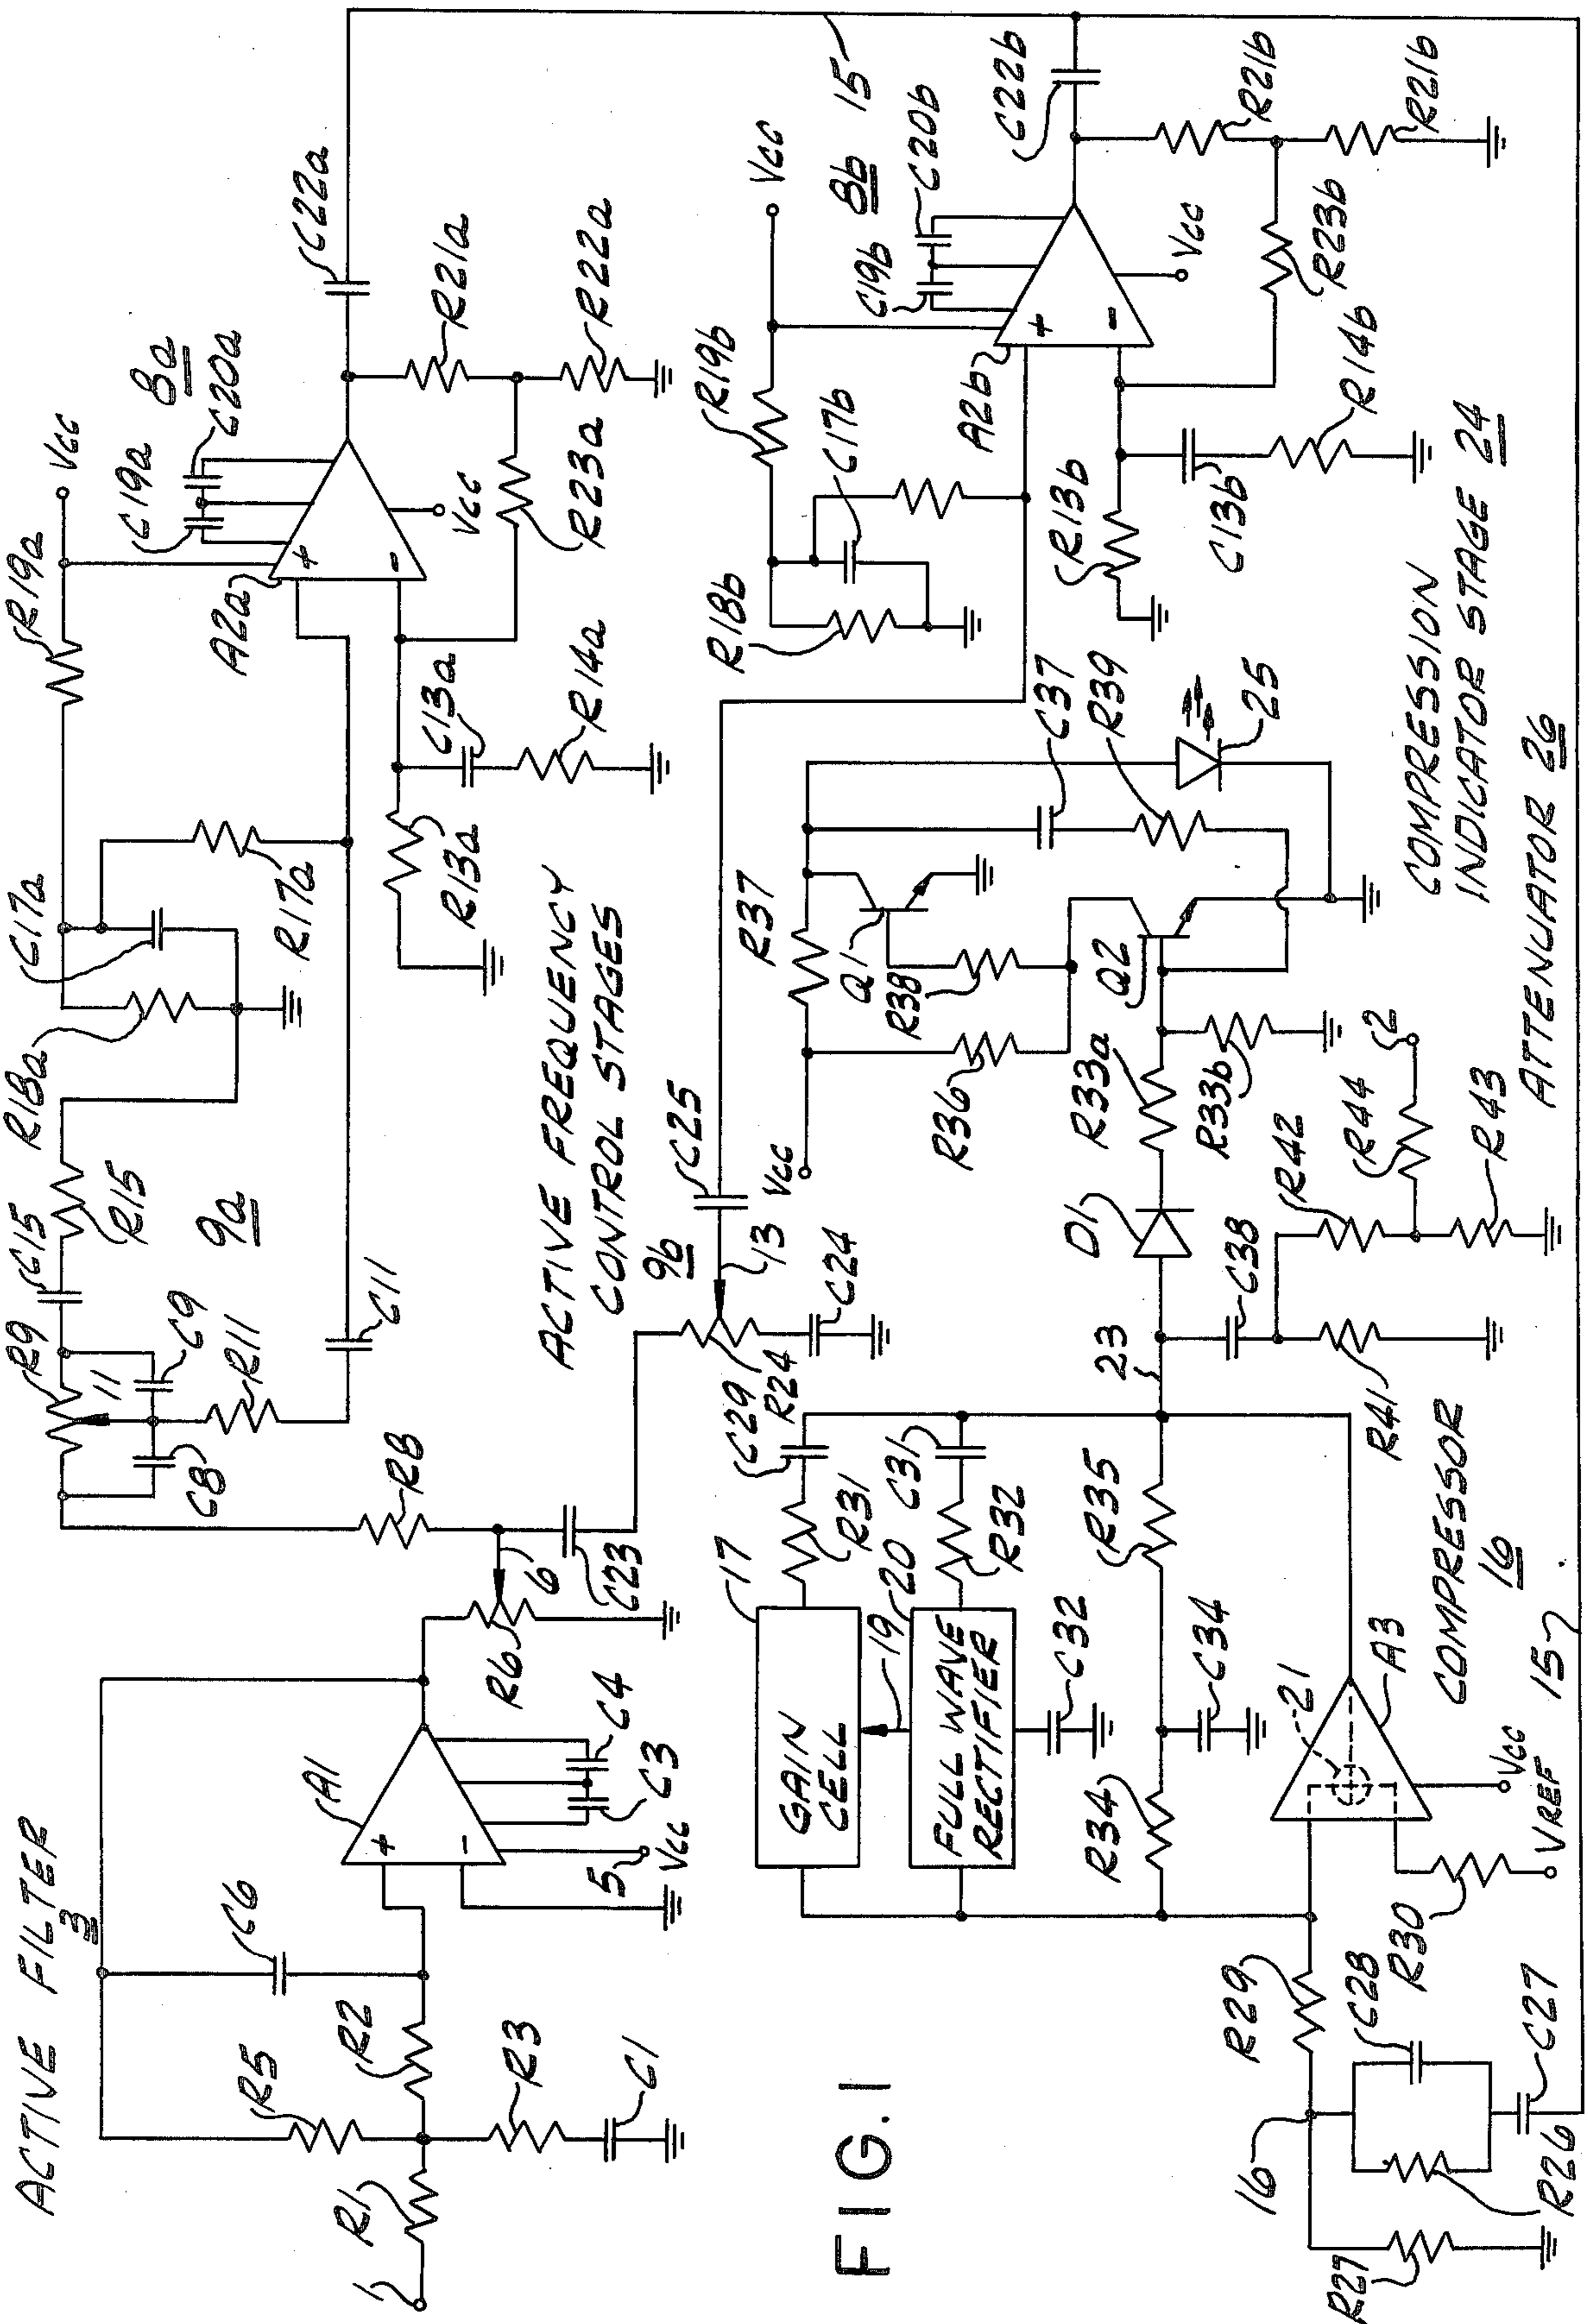 ACTIVE FILTER
3
R5
C6
R1
R2
1
R3
C1
A1
+
-
5
Vcc
C3
C4
R6
6
R8
C23
R9
11
C8
C9
R11
C11
C15
R15
9a
R18a
C17a
R17a
R19a
Vcc
A2a
+
-
C19a
C20a
8a
Vcc
C22a
R21a
R22a
R23a
R13a
C13a
R14a
ACTIVE FREQUENCY
CONTROL STAGES
9b
C25
13
R24
C24
15
R18b
C17b
R19b
Vcc
A2b
+
-
C19b
C20b
8b
Vcc
C22b
R21b
R21b
R23b
R13b
C13b
R14b
FIG. 1
17
GAIN
CELL
19
20
FULL WAVE
RECTIFIER
C32
C29
R31
C31
R32
R34
R35
C34
23
21
A3
Vcc
VREF
R30
R29
16
C28
R26
C27
R27
15
COMPRESSOR
16
D1
C38
R41
R42
R44
2
R43
R33a
R33b
Vcc
R36
R37
Q1
R38
Q2
C37
R39
25
COMPRESSION
INDICATOR STAGE 24
ATTENUATOR 26